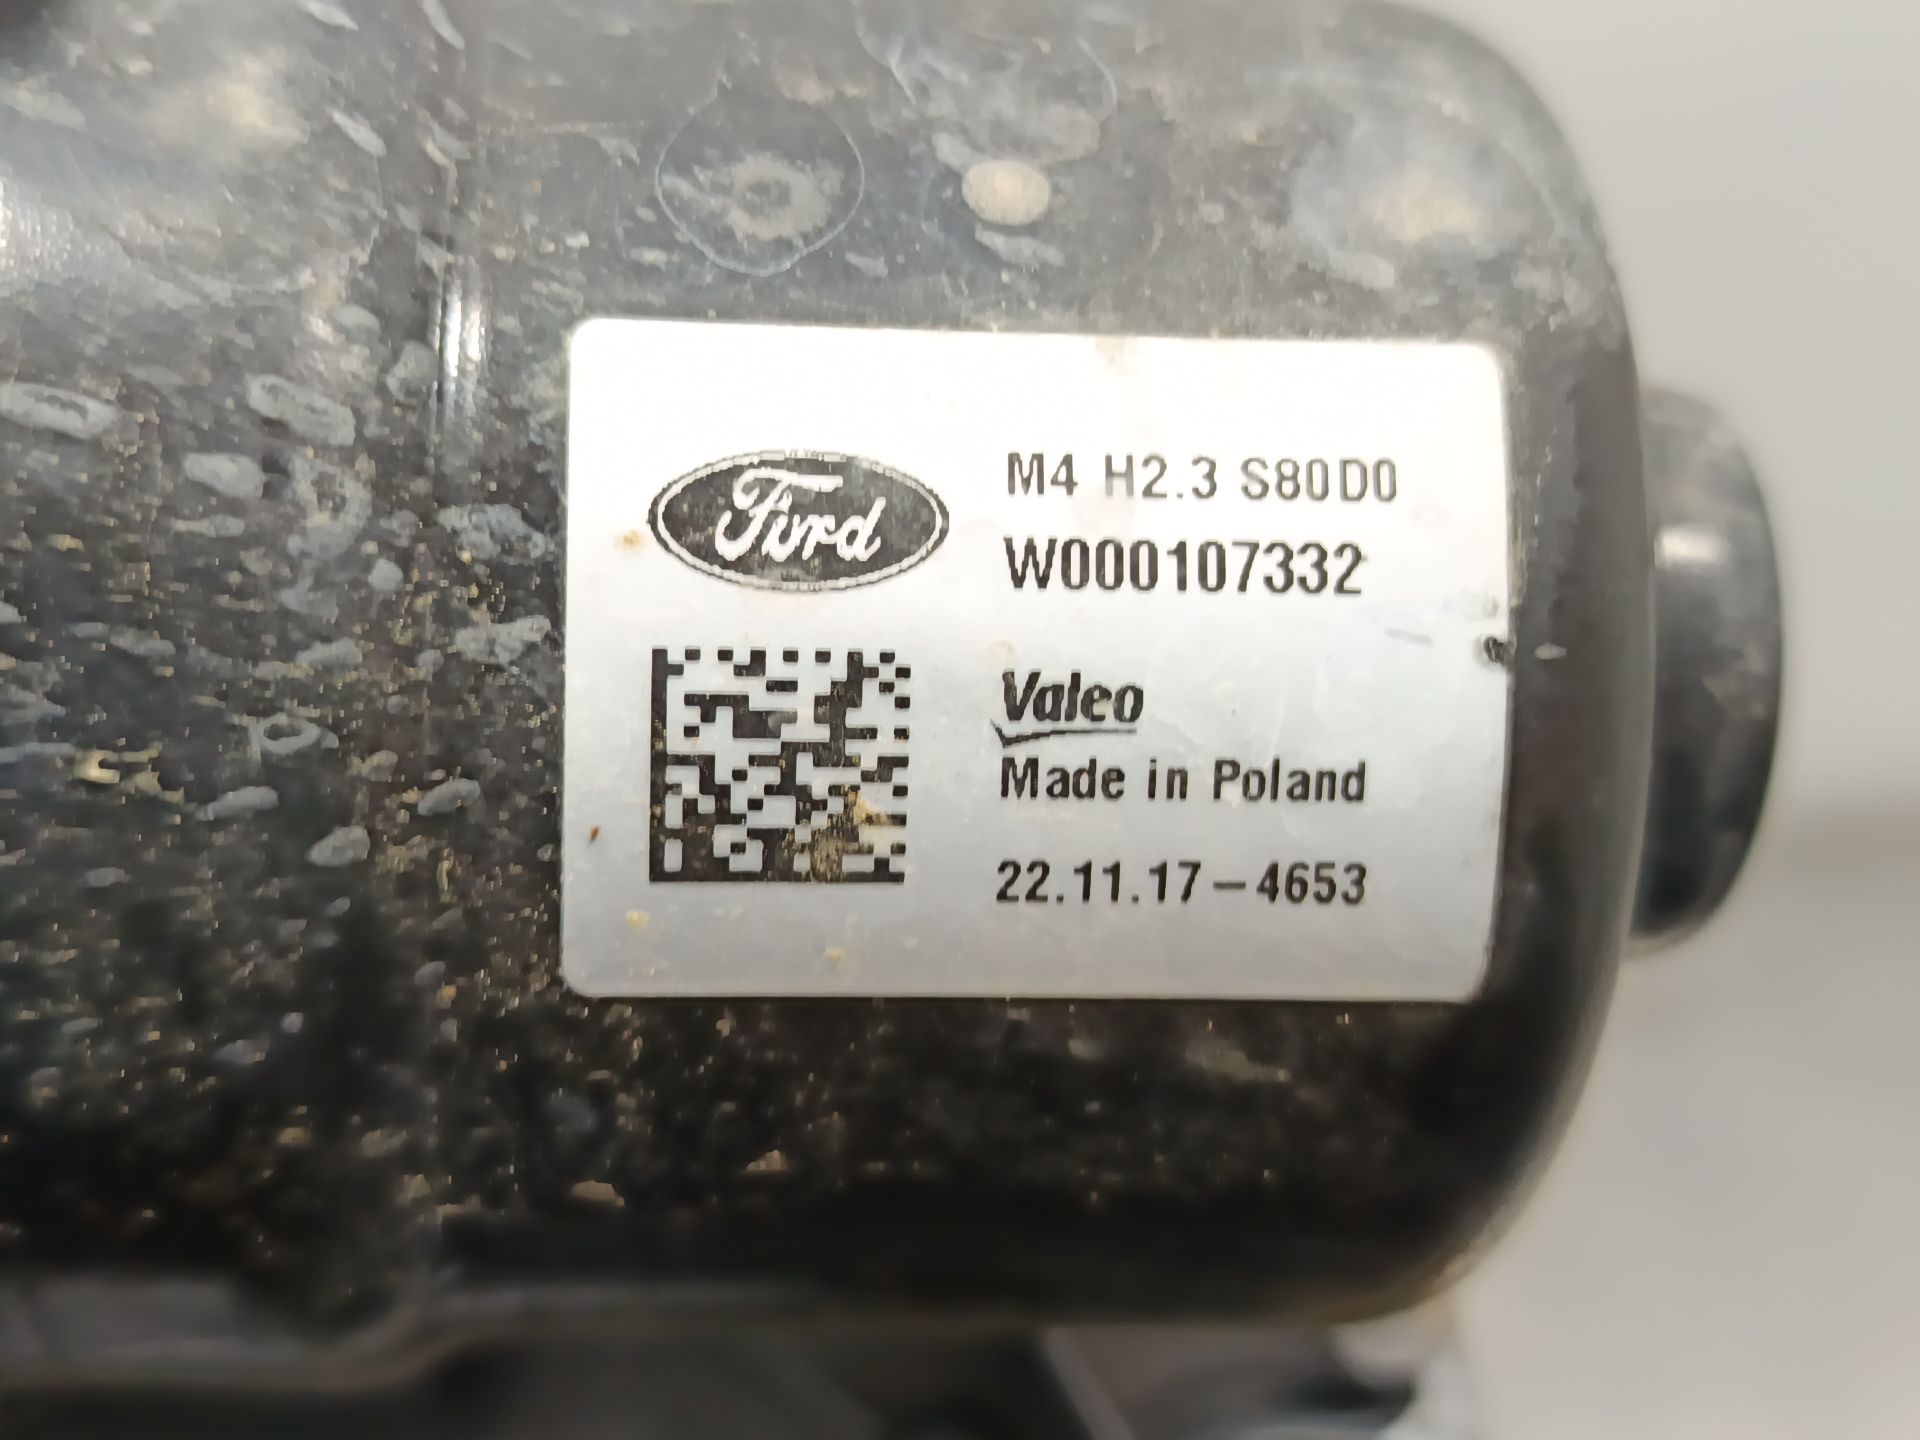 Ford
M4 H2.3 S80D0
W000107332
Valeo
Made in Poland
22.11.17-4653